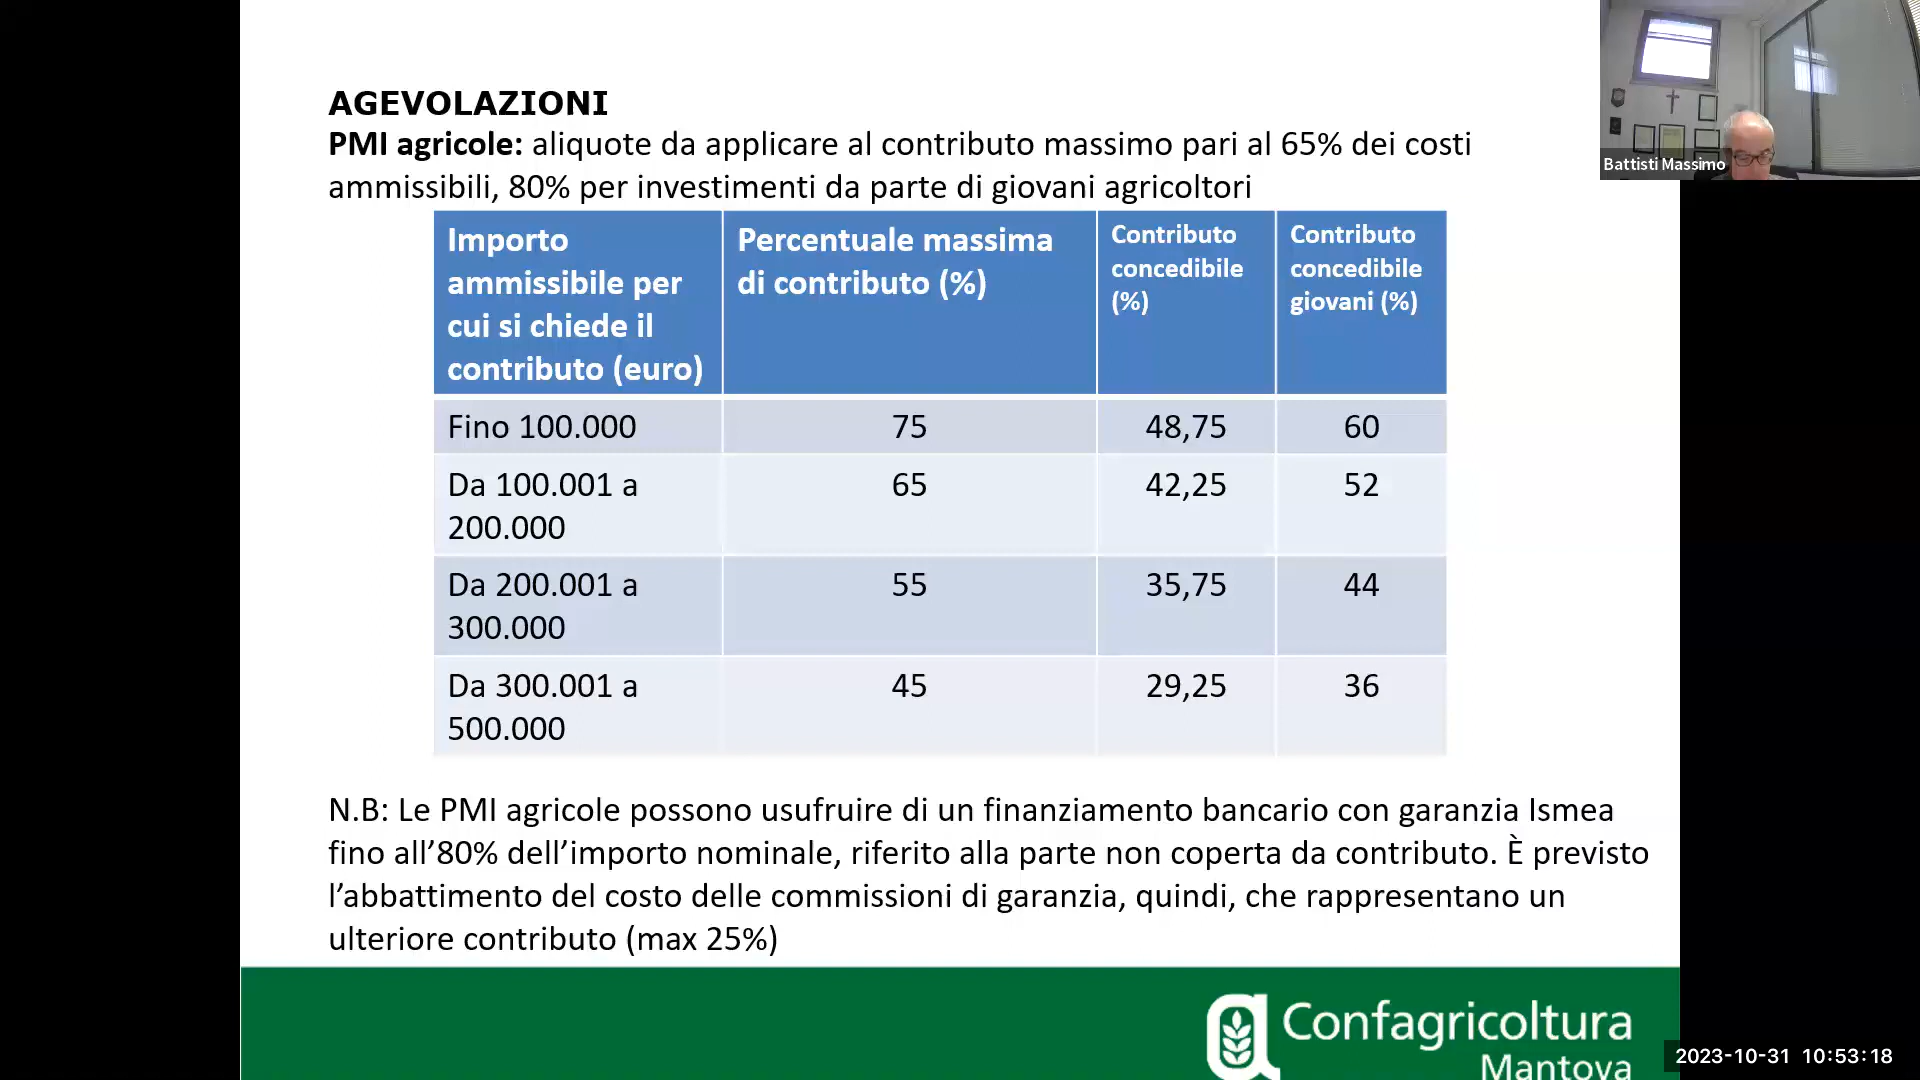 AGEVOLAZIONI
PMI agricole: aliquote da applicare al contributo massimo pari al 65% dei costi
ammissibili, 80% per investimenti da parte di giovani agricoltori
Importo
ammissibile per
cui si chiede il
contributo (euro)
Percentuale massima
di contributo (%)
Contributo
concedibile
(%)
Contributo
concedibile
giovani (%)
Fino 100.000
75
48,75
60
Da 100.001 a
200.000
65
42,25
52
Da 200.001 a
300.000
55
35,75
44
Da 300.001 a
500.000
45
29,25
36
N.B: Le PMI agricole possono usufruire di un finanziamento bancario con garanzia Ismea
fino all’80% dell’importo nominale, riferito alla parte non coperta da contributo. È previsto
l’abbattimento del costo delle commissioni di garanzia, quindi, che rappresentano un
ulteriore contributo (max 25%)
Confagricoltura
Mantova
Battisti Massimo
2023-10-31 10:53:18